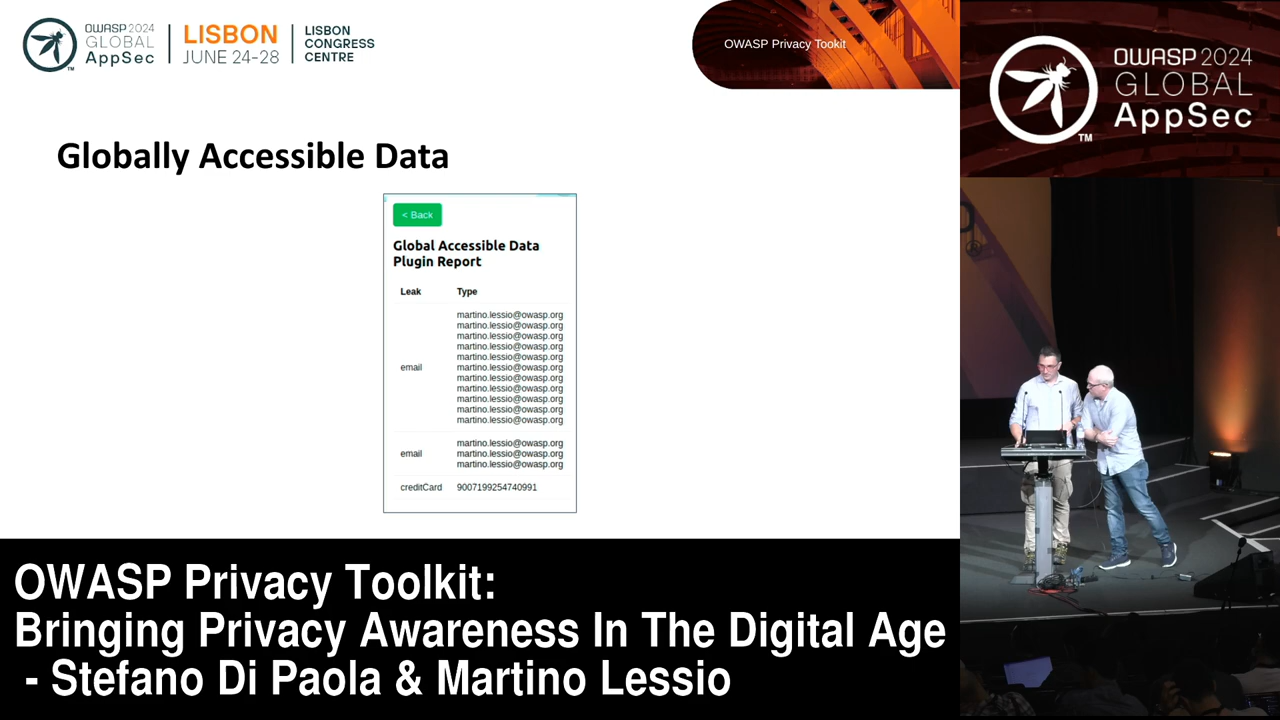 OWASP 2024
GLOBAL
AppSec
TM
LISBON
JUNE 24-28
LISBON
CONGRESS
CENTRE
OWASP Privacy Tookit
OWASP 2024
GLOBAL
AppSec
TM
Globally Accessible Data
< Back
Global Accessible Data
Plugin Report
Leak Type
email
martino.lessio@owasp.org
martino.lessio@owasp.org
martino.lessio@owasp.org
martino.lessio@owasp.org
martino.lessio@owasp.org
martino.lessio@owasp.org
martino.lessio@owasp.org
martino.lessio@owasp.org
martino.lessio@owasp.org
martino.lessio@owasp.org
martino.lessio@owasp.org
email
martino.lessio@owasp.org
martino.lessio@owasp.org
martino.lessio@owasp.org
creditCard 9007199254740991
OWASP Privacy Toolkit:
Bringing Privacy Awareness In The Digital Age
- Stefano Di Paola & Martino Lessio